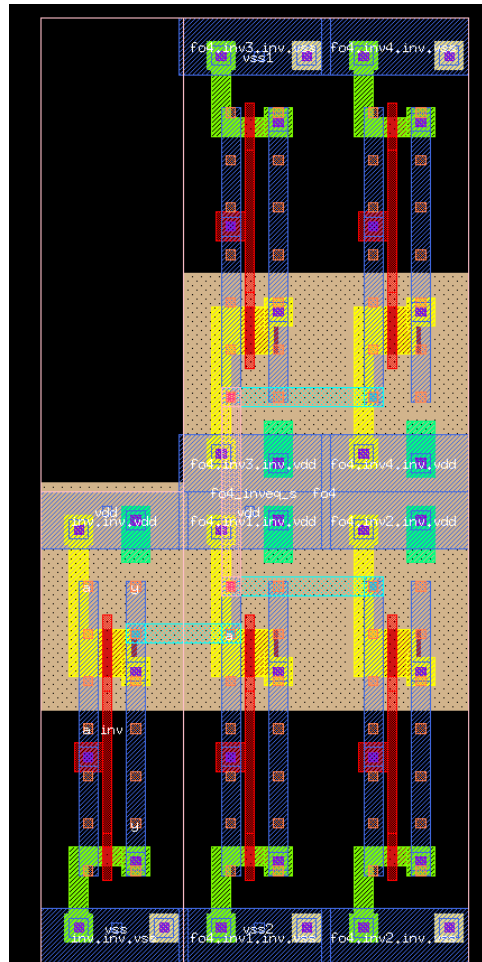 fo4.inv3.inv.vss fo4.inv4.inv.vss
vss1
fo4.inv3.inv.vdd fo4.inv4.inv.vdd
fo4_inveq_s fo4
vdd vdd
inv.inv.vdd fo4.inv1.inv.vdd fo4.inv2.inv.vdd
a y
a
a inv
y
vss vss2
inv.inv.vss fo4.inv1.inv.vss fo4.inv2.inv.vss